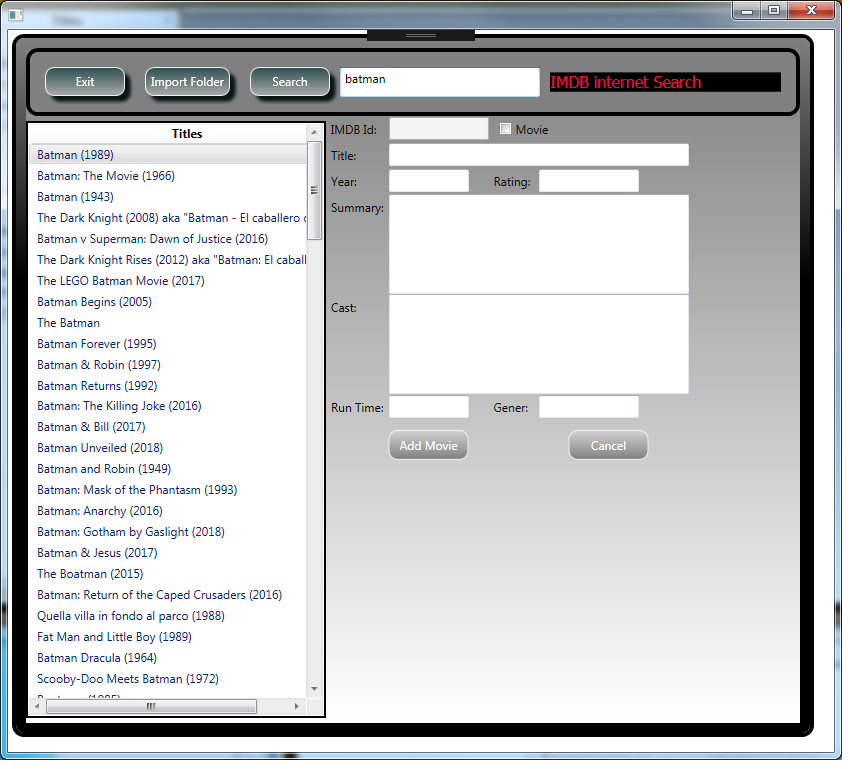 Exit
Import Folder
Search
batman
IMDB internet Search
Titles
Batman (1989)
Batman: The Movie (1966)
Batman (1943)
The Dark Knight (2008) aka "Batman - El caballero
Batman v Superman: Dawn of Justice (2016)
The Dark Knight Rises (2012) aka "Batman: El cabal
The LEGO Batman Movie (2017)
Batman Begins (2005)
The Batman
Batman Forever (1995)
Batman & Robin (1997)
Batman Returns (1992)
Batman: The Killing Joke (2016)
Batman & Bill (2017)
Batman Unveiled (2018)
Batman and Robin (1949)
Batman: Mask of the Phantasm (1993)
Batman: Anarchy (2016)
Batman: Gotham by Gaslight (2018)
Batman & Jesus (2017)
The Boatman (2015)
Batman: Return of the Caped Crusaders (2016)
Quella villa in fondo al parco (1988)
Fat Man and Little Boy (1989)
Batman Dracula (1964)
Scooby-Doo Meets Batman (1972)
IMDB Id:
Movie
Title:
Year:
Rating:
Summary:
Cast:
Run Time:
Gener:
Add Movie
Cancel